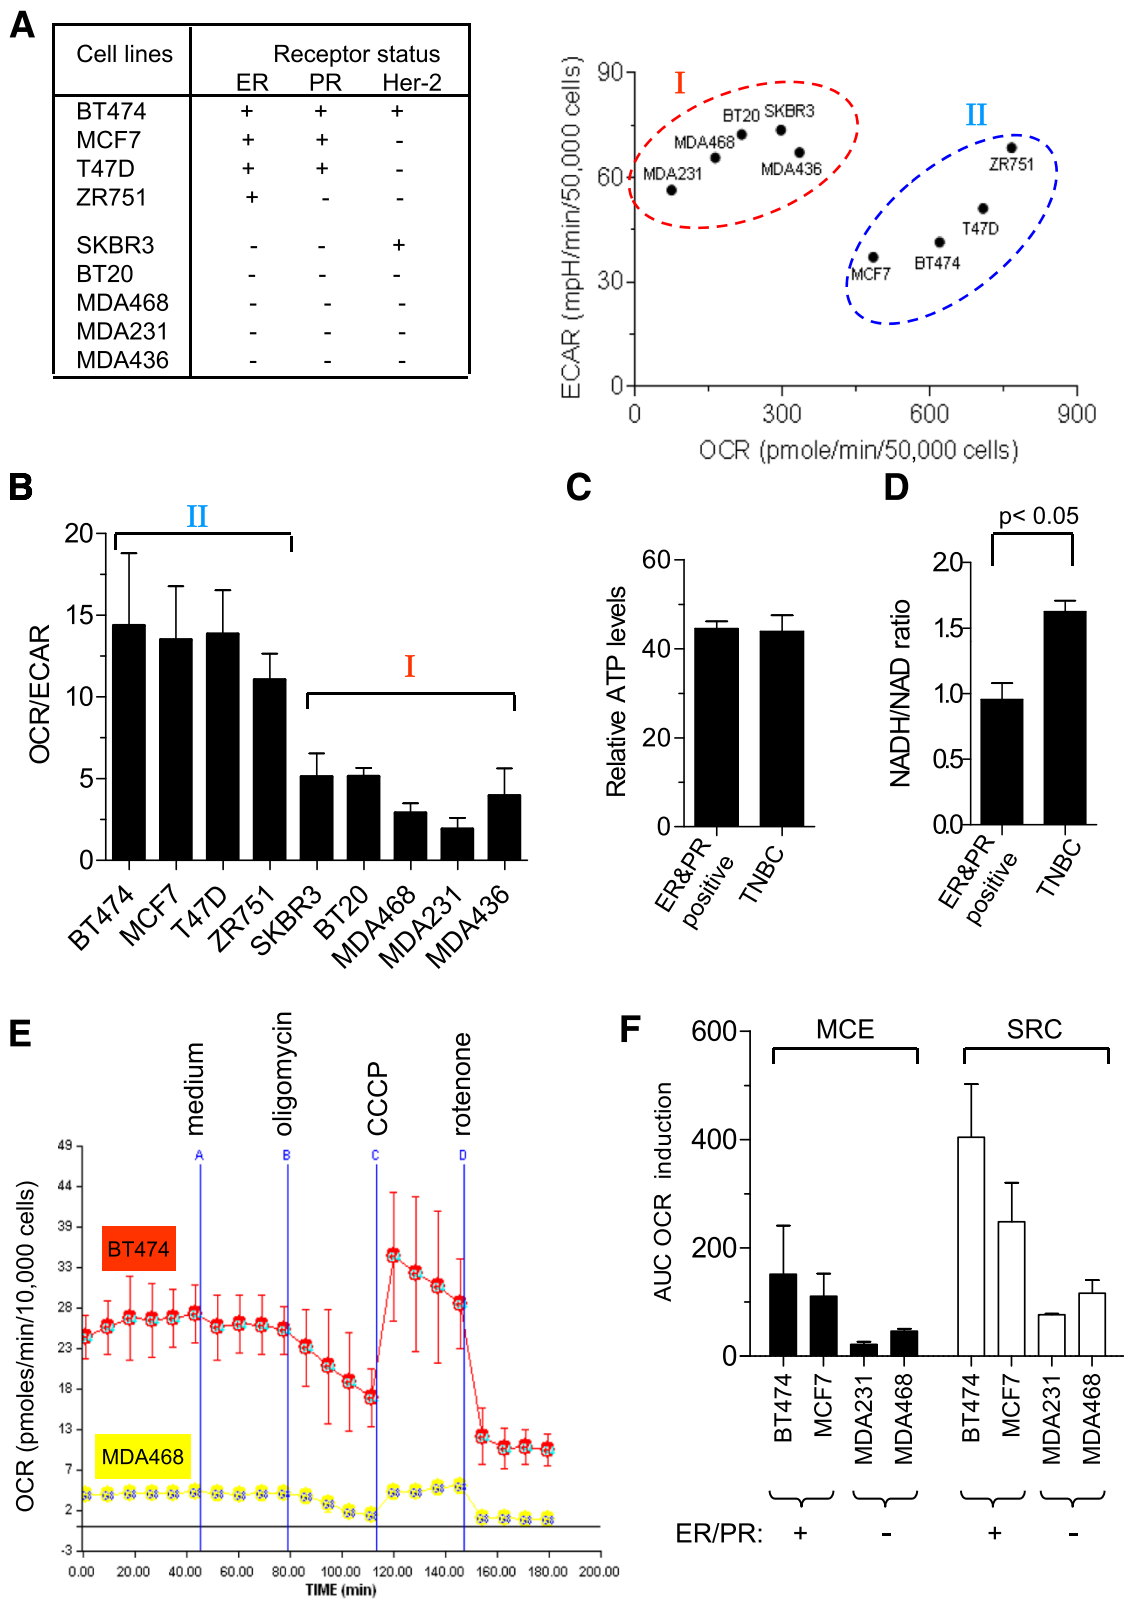 A
Cell lines Receptor status
ER PR Her-2
BT474 + + +
MCF7 + + -
T47D + + -
ZR751 + - -
SKBR3 - - +
BT20 - - -
MDA468 - - -
MDA231 - - -
MDA436 - - -
ECAR (mpH/min/50,000 cells)
90
60
30
0
I
II
BT20 SKBR3
MDA468
MDA436
MDA231
ZR751
T47D
BT474
MCF7
0 300 600 900
OCR (pmole/min/50,000 cells)
B
OCR/ECAR
20
15
10
5
0
II
I
BT474 MCF7 T47D ZR751 SKBR3 BT20 MDA468 MDA231 MDA436
C
Relative ATP levels
60
40
20
0
ER&PR positive
TNBC
D
p< 0.05
NADH/NAD ratio
2.0
1.5
1.0
0.5
0.0
ER&PR positive
TNBC
E
medium oligomycin CCCP rotenone
A B C D
OCR (pmoles/min/10,000 cells)
49
44
39
33
28
23
18
13
7
2
-3
BT474
MDA468
0.00 20.00 40.00 60.00 80.00 100.00 120.00 140.00 160.00 180.00 200.00
TIME (min)
F
AUC OCR induction
600
400
200
0
MCE SRC
BT474 MCF7 MDA231 MDA468 BT474 MCF7 MDA231 MDA468
ER/PR: + - + -